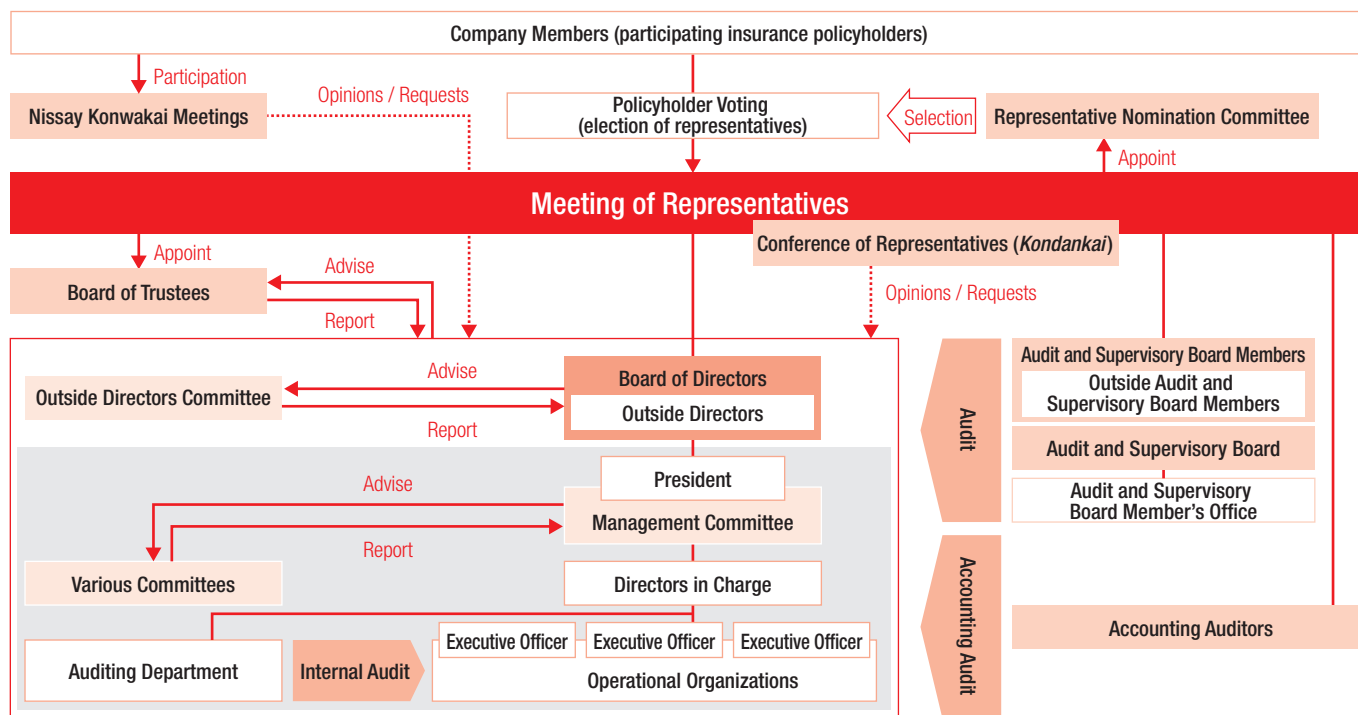 Company Members (participating insurance policyholders)
Participation
Opinions / Requests
Nissay Konwakai Meetings
Policyholder Voting
(election of representatives)
Selection
Representative Nomination Committee
Appoint
Meeting of Representatives
Conference of Representatives (Kondankai)
Appoint
Advise
Board of Trustees
Report
Opinions / Requests
Outside Directors Committee
Advise
Report
Board of Directors
Outside Directors
Audit
Audit and Supervisory Board Members
Outside Audit and
Supervisory Board Members
Audit and Supervisory Board
Audit and Supervisory
Board Member's Office
President
Management Committee
Advise
Report
Various Committees
Directors in Charge
Accounting Audit
Accounting Auditors
Auditing Department
Internal Audit
Executive Officer
Executive Officer
Executive Officer
Operational Organizations